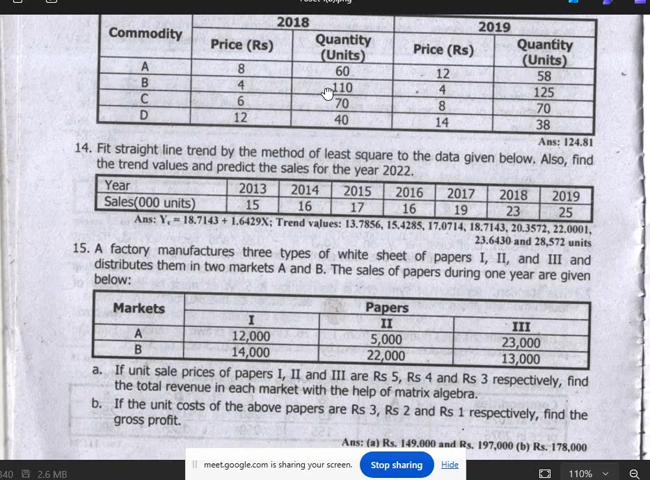 2018 2019
Commodity Price (Rs) Quantity (Units) Price (Rs) Quantity (Units)
A 8 60 12 58
B 4 110 4 125
C 6 70 8 70
D 12 40 14 38
Ans: 124.81
14. Fit straight line trend by the method of least square to the data given below. Also, find
the trend values and predict the sales for the year 2022.
Year 2013 2014 2015 2016 2017 2018 2019
Sales(000 units) 15 16 17 16 19 23 25
Ans: Yc = 18.7143 + 1.6429X; Trend values: 13.7856, 15.4285, 17.0714, 18.7143, 20.3572, 22.0001,
23.6430 and 28,572 units
15. A factory manufactures three types of white sheet of papers I, II, and III and
distributes them in two markets A and B. The sales of papers during one year are given
below:
Markets Papers
I II III
A 12,000 5,000 23,000
B 14,000 22,000 13,000
a. If unit sale prices of papers I, II and III are Rs 5, Rs 4 and Rs 3 respectively, find
the total revenue in each market with the help of matrix algebra.
b. If the unit costs of the above papers are Rs 3, Rs 2 and Rs 1 respectively, find the
gross profit.
Ans: (a) Rs. 149,000 and Rs. 197,000 (b) Rs. 178,000
340 2.6 MB
meet.google.com is sharing your screen. Stop sharing Hide
110%